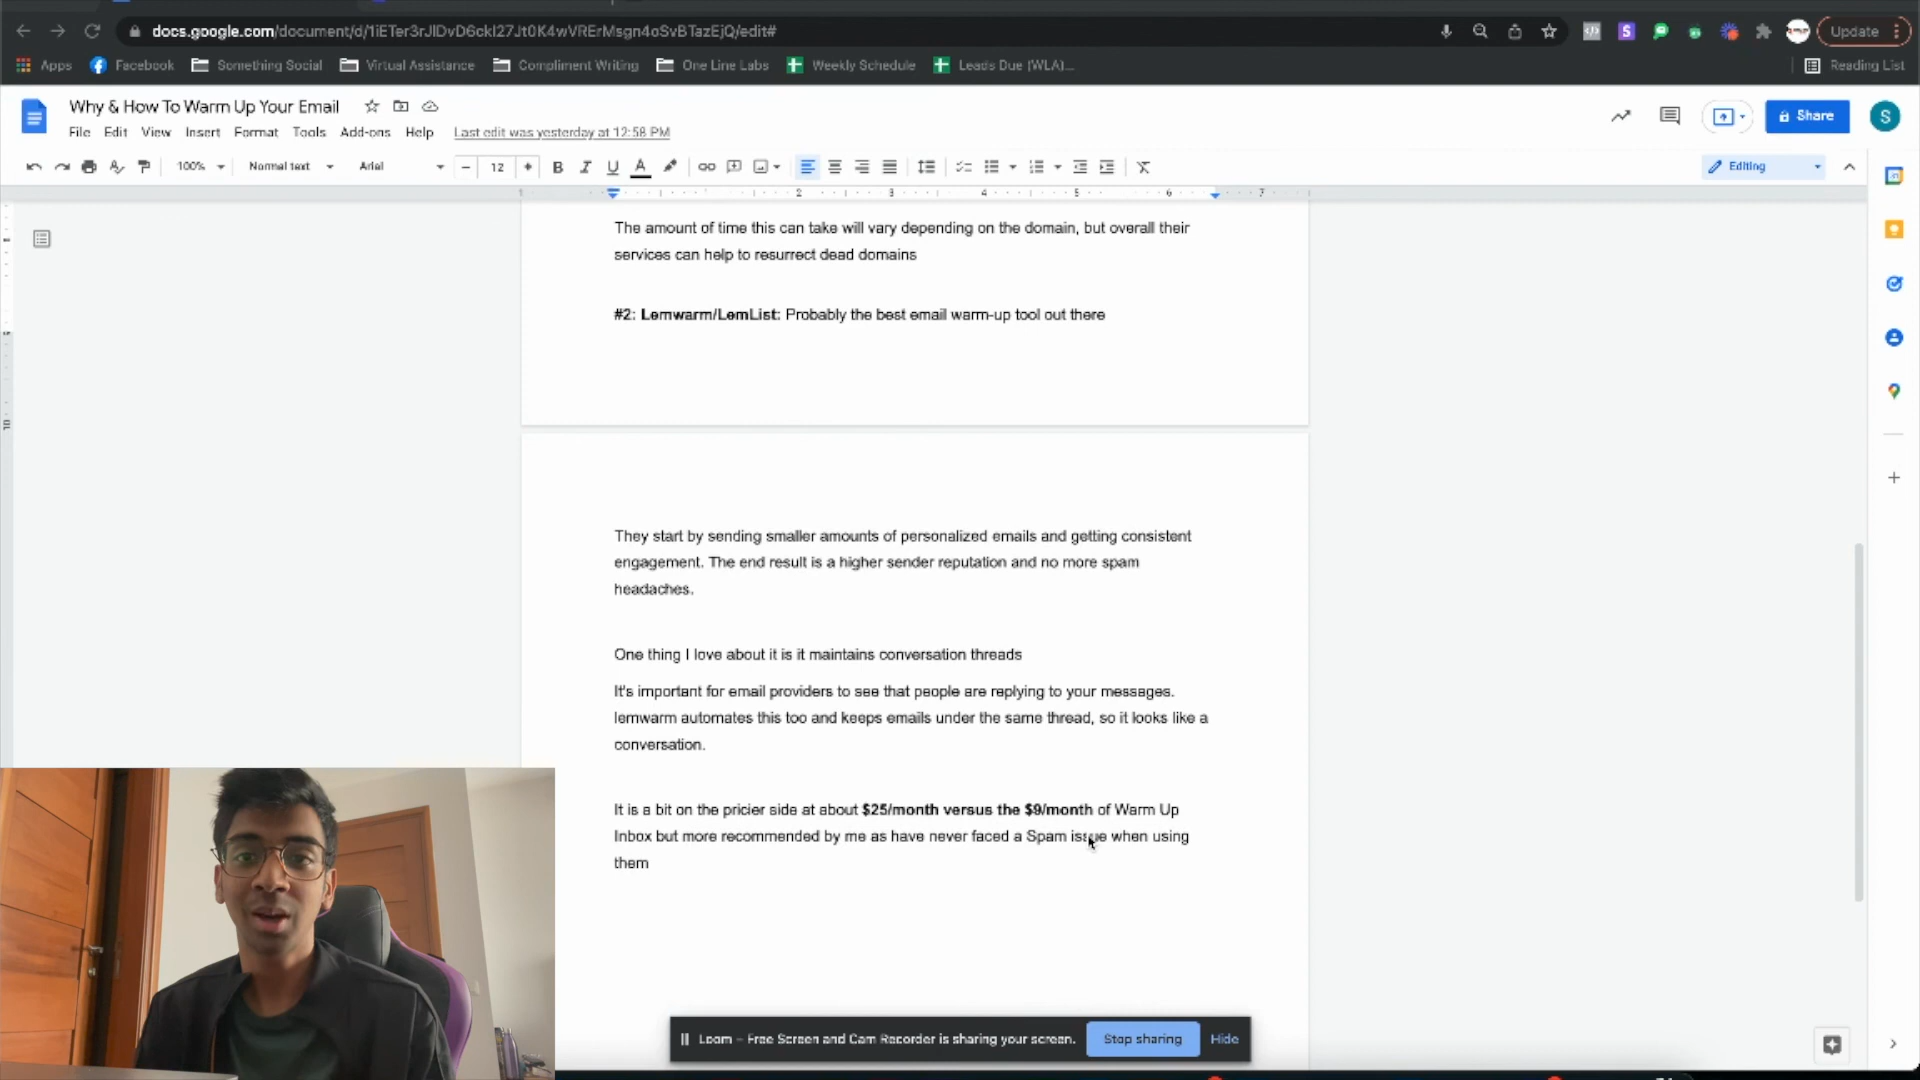 docs.google.com/document/d/1iETer3rJlDvD6ckI27Jt0K4wVRErMsgn4oSvBTazEjQ/edit#
Update
Apps
Facebook
Something Social
Virtual Assistance
Compliment Writing
One Line Labs
Weekly Schedule
Leads Due (WLA)...
Reading List
Why & How To Warm Up Your Email
File Edit View Insert Format Tools Add-ons Help Last edit was yesterday at 12:58 PM
Share
S
100% Normal text Arial 12
Editing
2 3 4 5 6 7
The amount of time this can take will vary depending on the domain, but overall their
services can help to resurrect dead domains
#2: Lemwarm/LemList: Probably the best email warm-up tool out there
They start by sending smaller amounts of personalized emails and getting consistent
engagement. The end result is a higher sender reputation and no more spam
headaches.
One thing I love about it is it maintains conversation threads
It's important for email providers to see that people are replying to your messages.
lemwarm automates this too and keeps emails under the same thread, so it looks like a
conversation.
It is a bit on the pricier side at about $25/month versus the $9/month of Warm Up
Inbox but more recommended by me as have never faced a Spam issue when using
them
Loom – Free Screen and Cam Recorder is sharing your screen.
Stop sharing
Hide